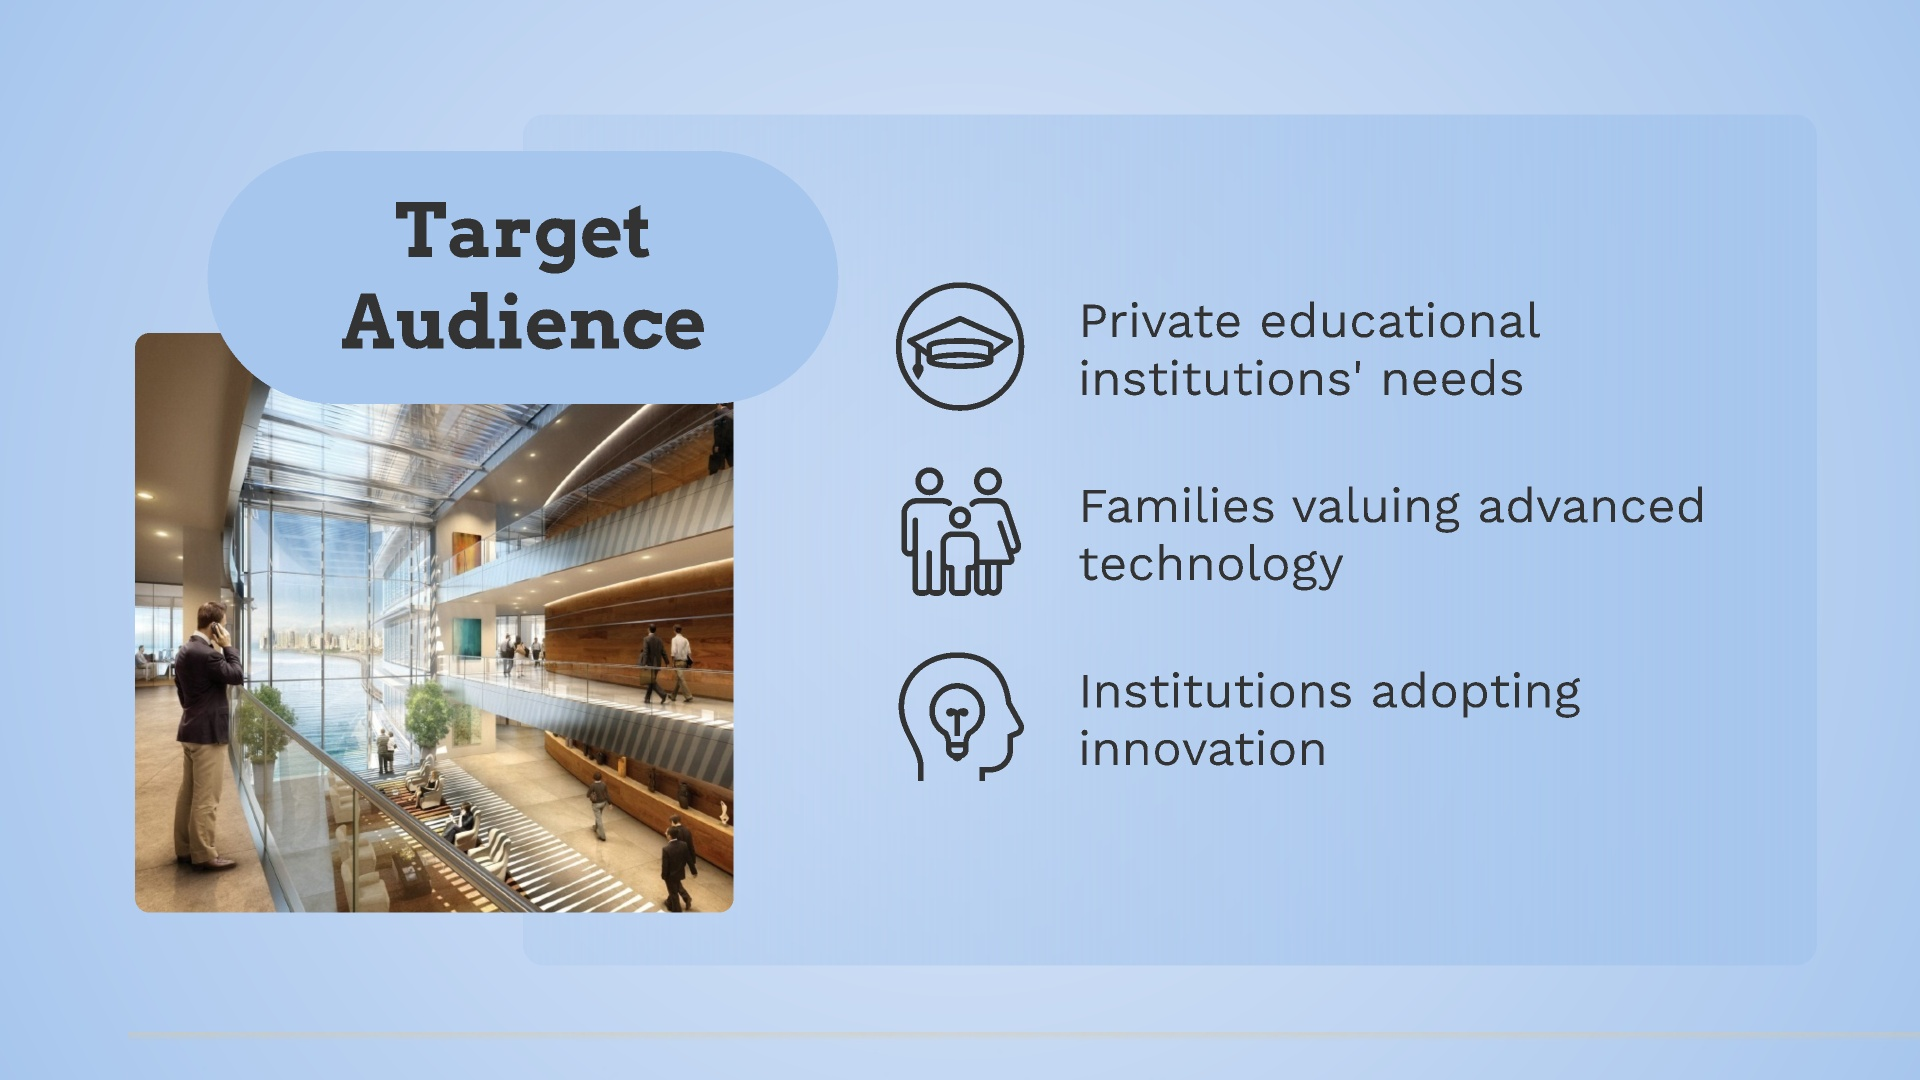 Target
Audience
Private educational
institutions' needs
Families valuing advanced
technology
Institutions adopting
innovation